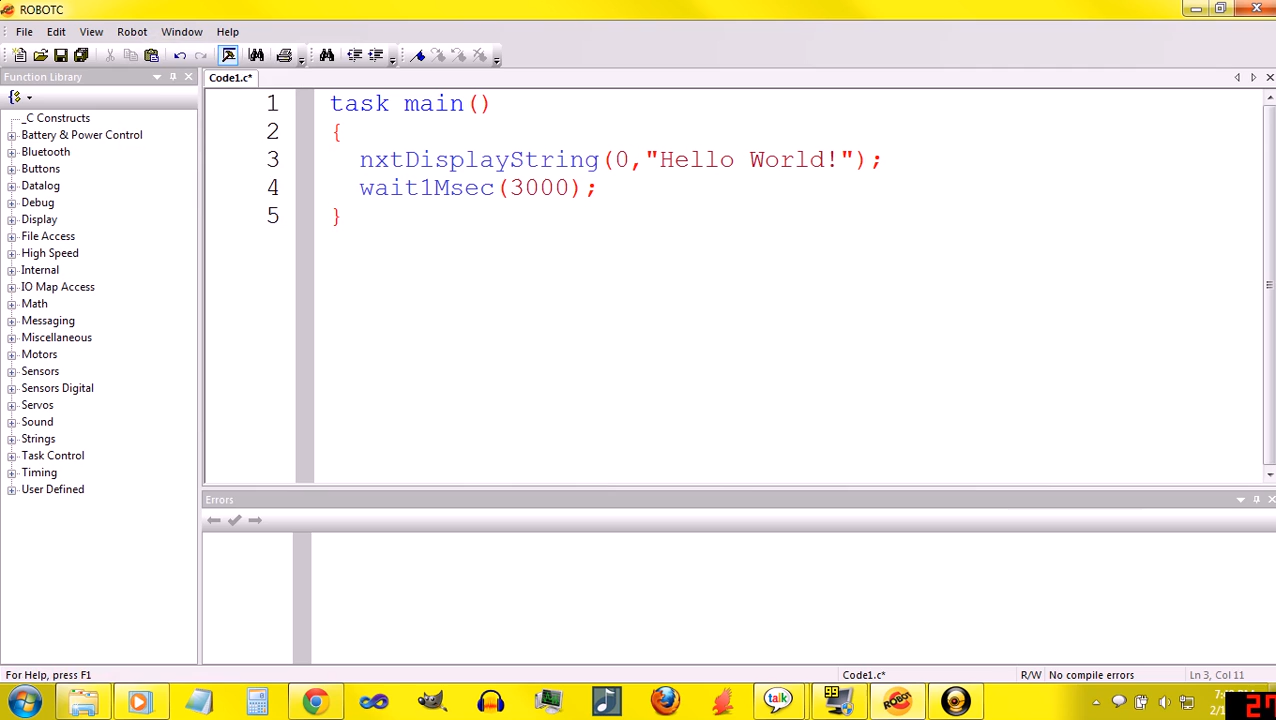 ROBOTC
File Edit View Robot Window Help
Function Library
Code1.c*
_C Constructs
Battery & Power Control
Bluetooth
Buttons
Datalog
Debug
Display
File Access
High Speed
Internal
IO Map Access
Math
Messaging
Miscellaneous
Motors
Sensors
Sensors Digital
Servos
Sound
Strings
Task Control
Timing
User Defined
1 task main()
2 {
3 nxtDisplayString(0,"Hello World!");
4 wait1Msec(3000);
5 }
Errors
For Help, press F1 Code1.c* R/W No compile errors Ln 3, Col 11
talk
99
ROBOT